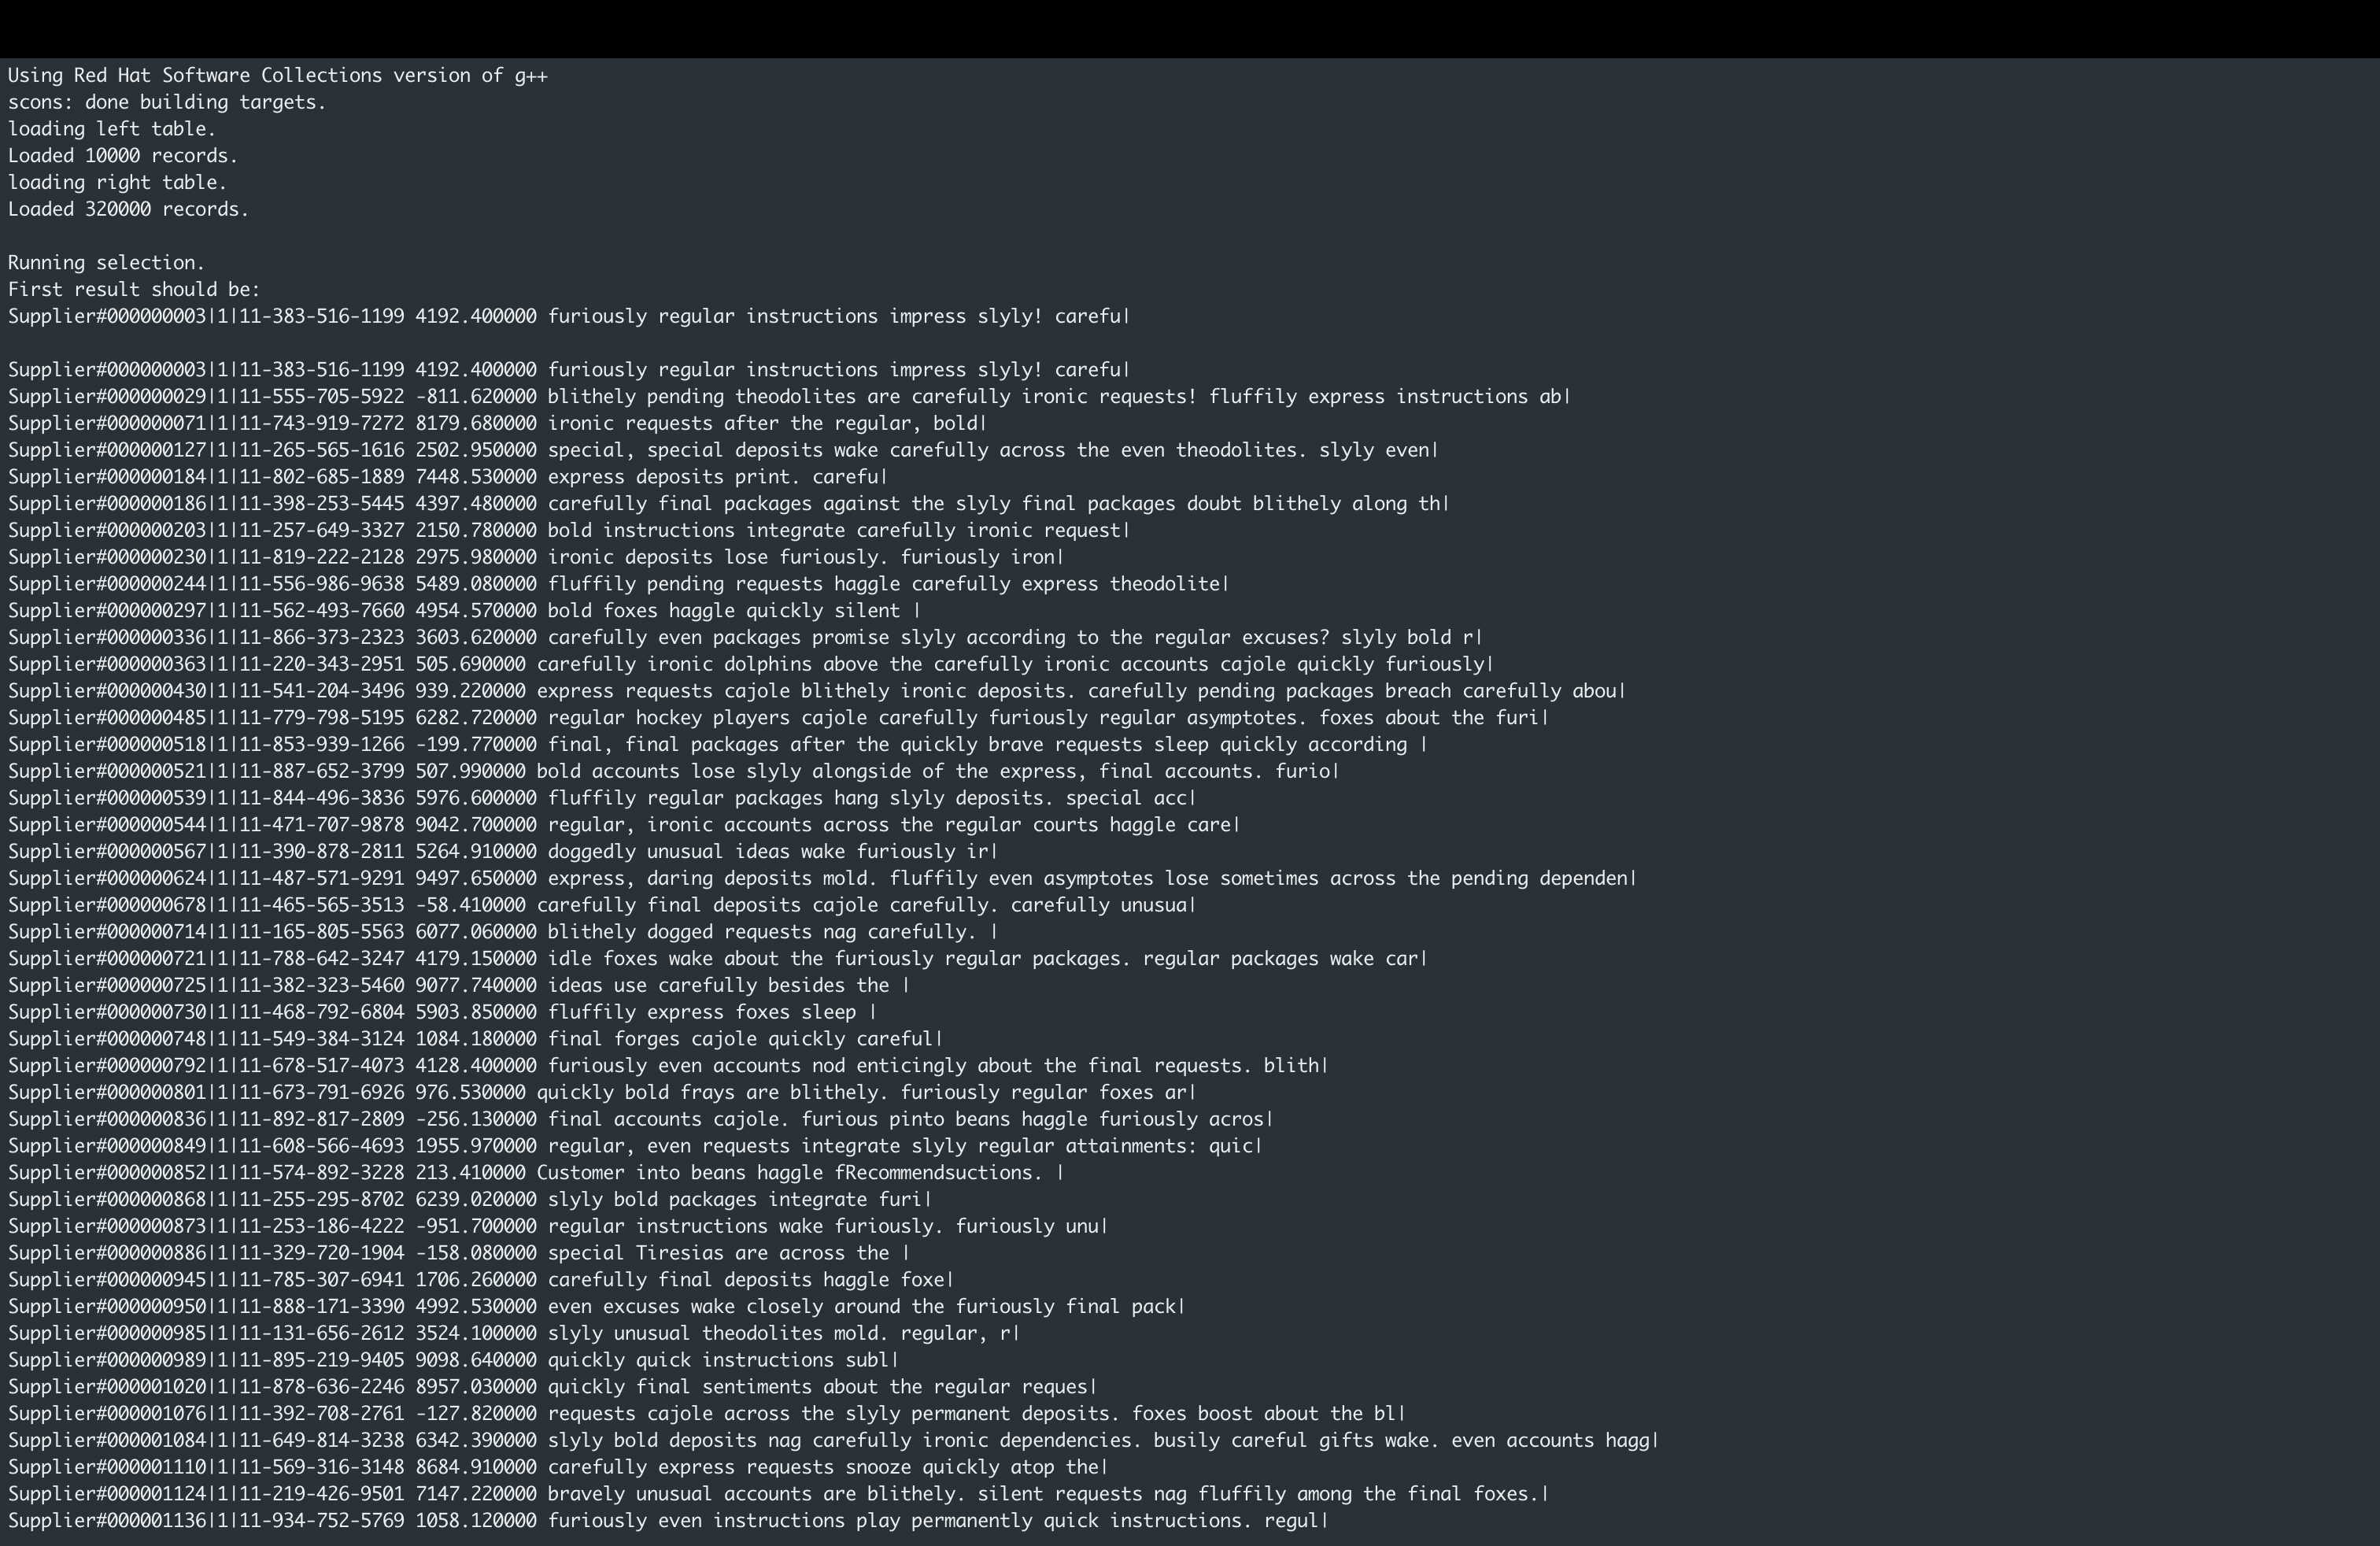 Using Red Hat Software Collections version of g++
scons: done building targets.
loading left table.
Loaded 10000 records.
loading right table.
Loaded 320000 records.
Running selection.
First result should be:
Supplier#000000003|1|11-383-516-1199 4192.400000 furiously regular instructions impress slyly! carefu|
Supplier#000000003|1|11-383-516-1199 4192.400000 furiously regular instructions impress slyly! carefu|
Supplier#000000029|1|11-555-705-5922 -811.620000 blithely pending theodolites are carefully ironic requests! fluffily express instructions ab|
Supplier#000000071|1|11-743-919-7272 8179.680000 ironic requests after the regular, bold|
Supplier#000000127|1|11-265-565-1616 2502.950000 special, special deposits wake carefully across the even theodolites. slyly even|
Supplier#000000184|1|11-802-685-1889 7448.530000 express deposits print. carefu|
Supplier#000000186|1|11-398-253-5445 4397.480000 carefully final packages against the slyly final packages doubt blithely along th|
Supplier#000000203|1|11-257-649-3327 2150.780000 bold instructions integrate carefully ironic request|
Supplier#000000230|1|11-819-222-2128 2975.980000 ironic deposits lose furiously. furiously iron|
Supplier#000000244|1|11-556-986-9638 5489.080000 fluffily pending requests haggle carefully express theodolite|
Supplier#000000297|1|11-562-493-7660 4954.570000 bold foxes haggle quickly silent |
Supplier#000000336|1|11-866-373-2323 3603.620000 carefully even packages promise slyly according to the regular excuses? slyly bold r|
Supplier#000000363|1|11-220-343-2951 505.690000 carefully ironic dolphins above the carefully ironic accounts cajole quickly furiously|
Supplier#000000430|1|11-541-204-3496 939.220000 express requests cajole blithely ironic deposits. carefully pending packages breach carefully abou|
Supplier#000000485|1|11-779-798-5195 6282.720000 regular hockey players cajole carefully furiously regular asymptotes. foxes about the furi|
Supplier#000000518|1|11-853-939-1266 -199.770000 final, final packages after the quickly brave requests sleep quickly according |
Supplier#000000521|1|11-887-652-3799 507.990000 bold accounts lose slyly alongside of the express, final accounts. furio|
Supplier#000000539|1|11-844-496-3836 5976.600000 fluffily regular packages hang slyly deposits. special acc|
Supplier#000000544|1|11-471-707-9878 9042.700000 regular, ironic accounts across the regular courts haggle care|
Supplier#000000567|1|11-390-878-2811 5264.910000 doggedly unusual ideas wake furiously ir|
Supplier#000000624|1|11-487-571-9291 9497.650000 express, daring deposits mold. fluffily even asymptotes lose sometimes across the pending dependen|
Supplier#000000678|1|11-465-565-3513 -58.410000 carefully final deposits cajole carefully. carefully unusua|
Supplier#000000714|1|11-165-805-5563 6077.060000 blithely dogged requests nag carefully. |
Supplier#000000721|1|11-788-642-3247 4179.150000 idle foxes wake about the furiously regular packages. regular packages wake car|
Supplier#000000725|1|11-382-323-5460 9077.740000 ideas use carefully besides the |
Supplier#000000730|1|11-468-792-6804 5903.850000 fluffily express foxes sleep |
Supplier#000000748|1|11-549-384-3124 1084.180000 final forges cajole quickly careful|
Supplier#000000792|1|11-678-517-4073 4128.400000 furiously even accounts nod enticingly about the final requests. blith|
Supplier#000000801|1|11-673-791-6926 976.530000 quickly bold frays are blithely. furiously regular foxes ar|
Supplier#000000836|1|11-892-817-2809 -256.130000 final accounts cajole. furious pinto beans haggle furiously acros|
Supplier#000000849|1|11-608-566-4693 1955.970000 regular, even requests integrate slyly regular attainments: quic|
Supplier#000000852|1|11-574-892-3228 213.410000 Customer into beans haggle fRecommendsuctions. |
Supplier#000000868|1|11-255-295-8702 6239.020000 slyly bold packages integrate furi|
Supplier#000000873|1|11-253-186-4222 -951.700000 regular instructions wake furiously. furiously unu|
Supplier#000000886|1|11-329-720-1904 -158.080000 special Tiresias are across the |
Supplier#000000945|1|11-785-307-6941 1706.260000 carefully final deposits haggle foxe|
Supplier#000000950|1|11-888-171-3390 4992.530000 even excuses wake closely around the furiously final pack|
Supplier#000000985|1|11-131-656-2612 3524.100000 slyly unusual theodolites mold. regular, r|
Supplier#000000989|1|11-895-219-9405 9098.640000 quickly quick instructions subl|
Supplier#000001020|1|11-878-636-2246 8957.030000 quickly final sentiments about the regular reques|
Supplier#000001076|1|11-392-708-2761 -127.820000 requests cajole across the slyly permanent deposits. foxes boost about the bl|
Supplier#000001084|1|11-649-814-3238 6342.390000 slyly bold deposits nag carefully ironic dependencies. busily careful gifts wake. even accounts hagg|
Supplier#000001110|1|11-569-316-3148 8684.910000 carefully express requests snooze quickly atop the|
Supplier#000001124|1|11-219-426-9501 7147.220000 bravely unusual accounts are blithely. silent requests nag fluffily among the final foxes.|
Supplier#000001136|1|11-934-752-5769 1058.120000 furiously even instructions play permanently quick instructions. regul|